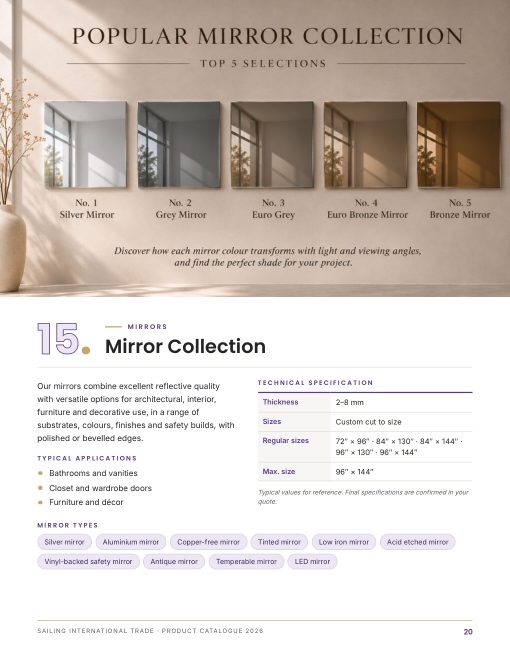 POPULAR MIRROR COLLECTION
TOP 5 SELECTIONS
No. 1
Silver Mirror
No. 2
Grey Mirror
No. 3
Euro Grey
No. 4
Euro Bronze Mirror
No. 5
Bronze Mirror
Discover how each mirror colour transforms with light and viewing angles,
and find the perfect shade for your project.
15.
MIRRORS
Mirror Collection
Our mirrors combine excellent reflective quality
with versatile options for architectural, interior,
furniture and decorative use, in a range of
substrates, colours, finishes and safety builds, with
polished or bevelled edges.
TYPICAL APPLICATIONS
Bathrooms and vanities
Closet and wardrobe doors
Furniture and décor
TECHNICAL SPECIFICATION
Thickness 2–8 mm
Sizes Custom cut to size
Regular sizes 72″ × 96″ · 84″ × 130″ · 84″ × 144″ ·
96″ × 130″ · 96″ × 144″
Max. size 96″ × 144″
Typical values for reference. Final specifications are confirmed in your
quote.
MIRROR TYPES
Silver mirror Aluminium mirror Copper-free mirror Tinted mirror Low iron mirror Acid etched mirror
Vinyl-backed safety mirror Antique mirror Temperable mirror LED mirror
SAILING INTERNATIONAL TRADE · PRODUCT CATALOGUE 2026
20